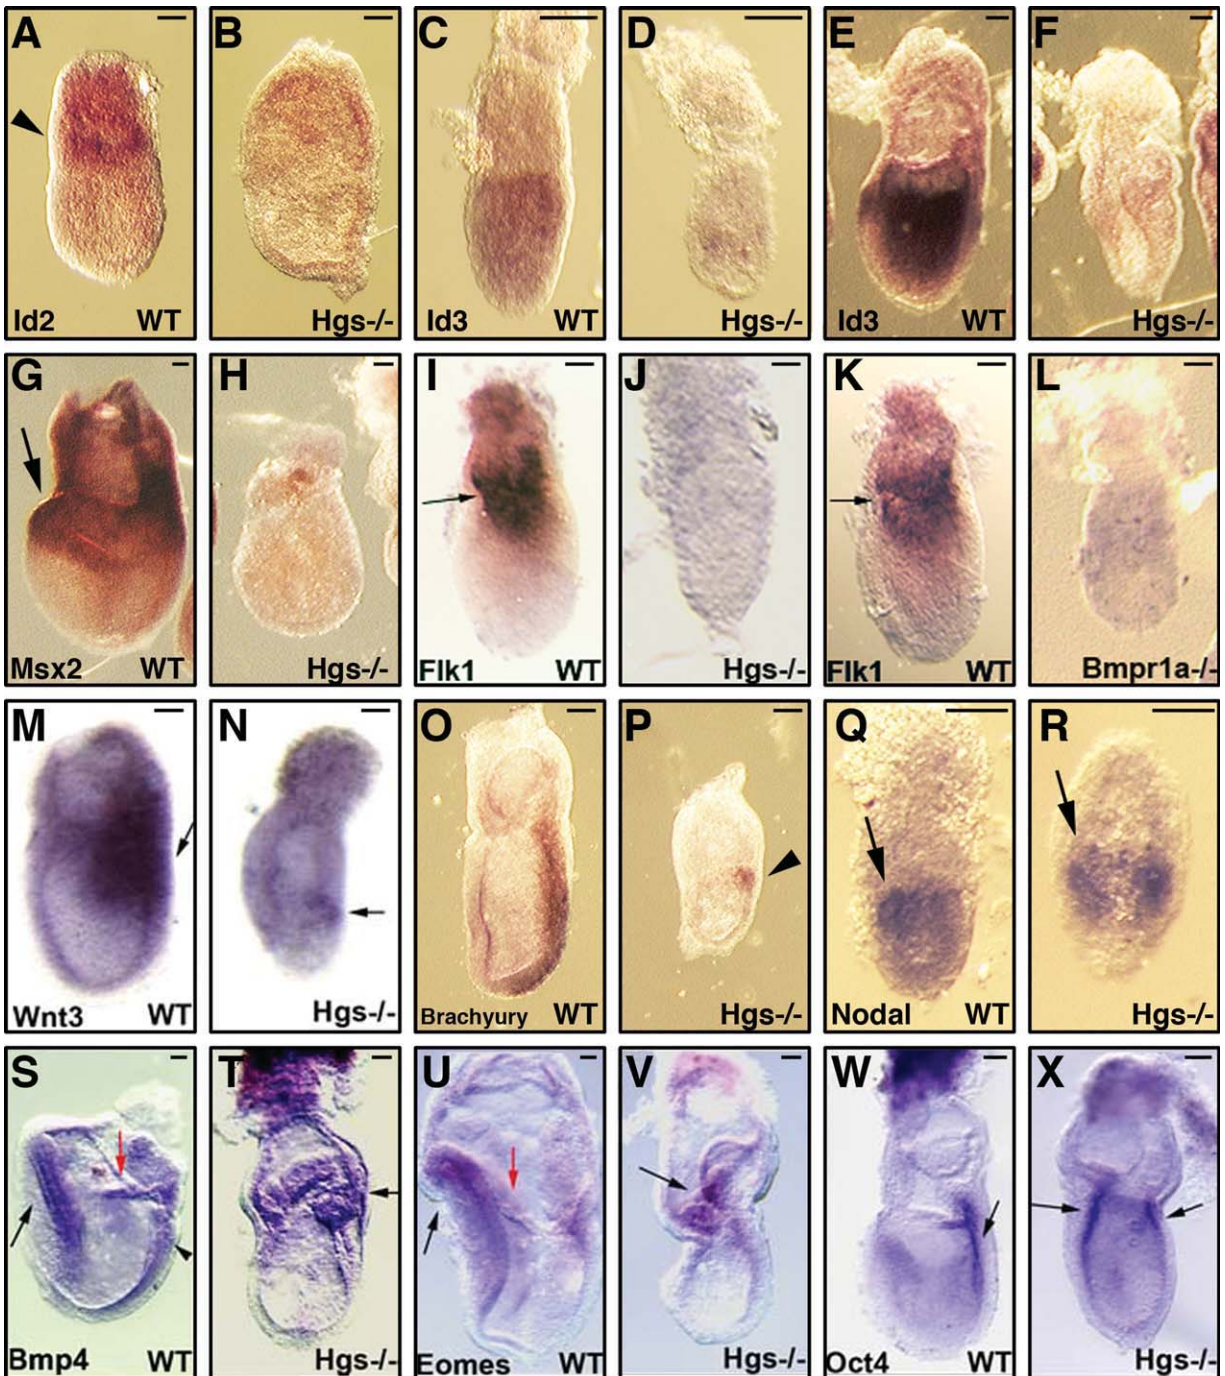 A B C D E F
Id2 WT Hgs-/- Id3 WT Hgs-/- Id3 WT Hgs-/-
G H I J K L
Msx2 WT Hgs-/- Flk1 WT Hgs-/- Flk1 WT Bmpr1a-/-
M N O P Q R
Wnt3 WT Hgs-/- Brachyury WT Hgs-/- Nodal WT Hgs-/-
S T U V W X
Bmp4 WT Hgs-/- Eomes WT Hgs-/- Oct4 WT Hgs-/-